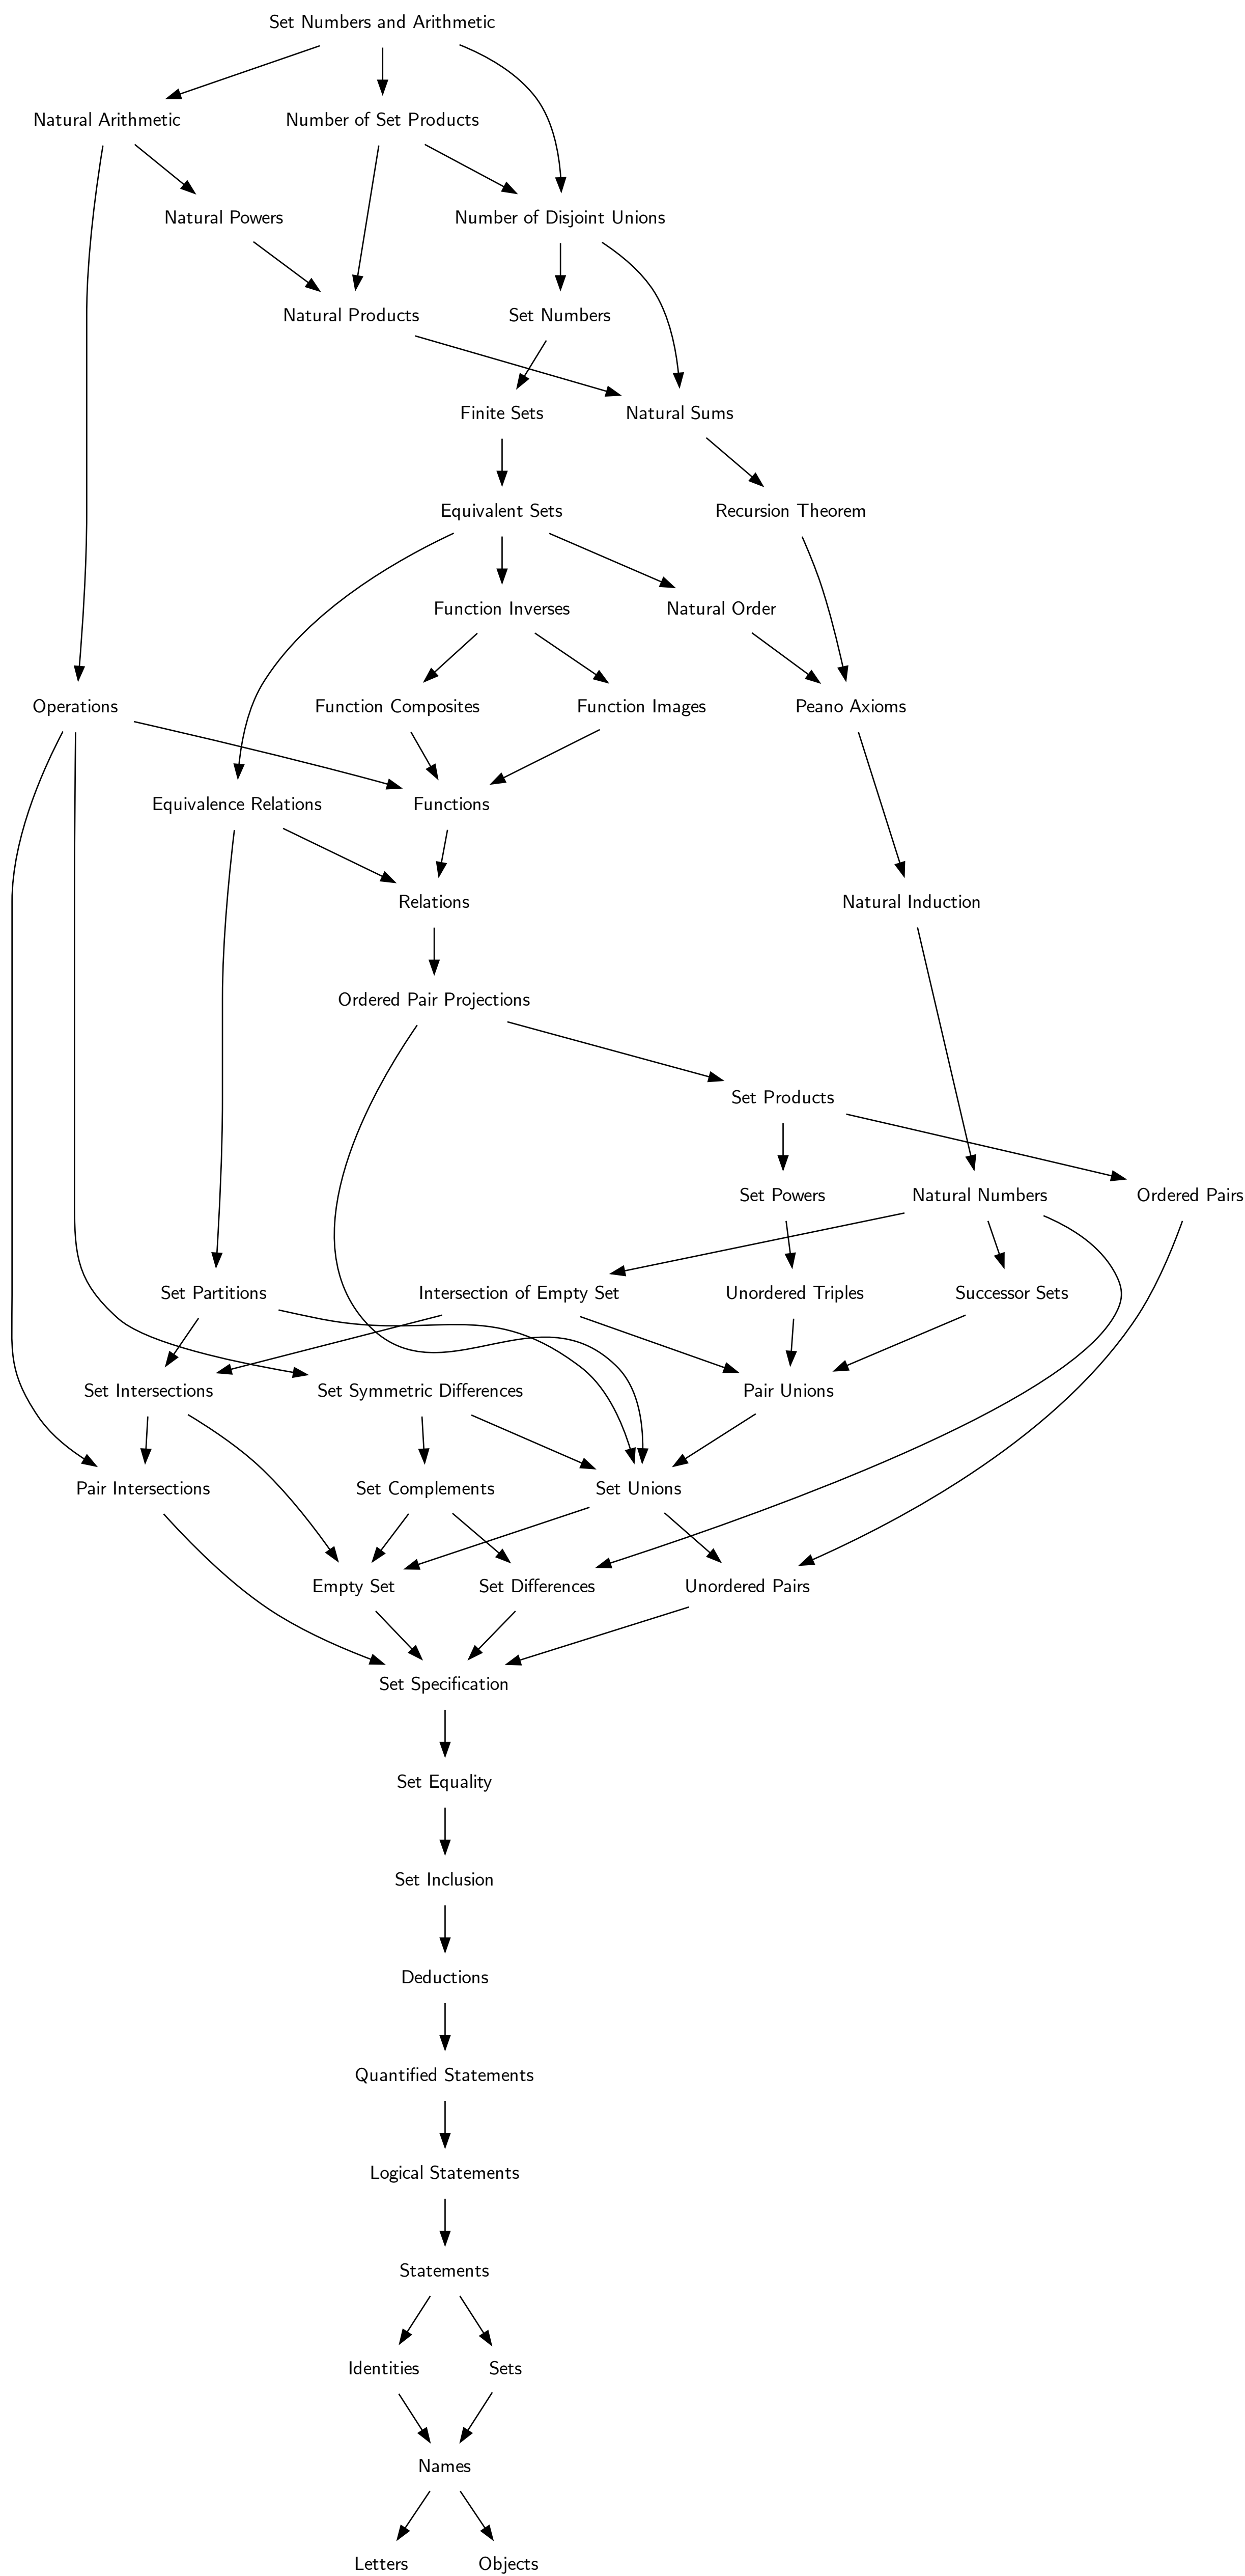 Set Numbers and Arithmetic
Natural Arithmetic
Number of Set Products
Natural Powers
Number of Disjoint Unions
Natural Products
Set Numbers
Finite Sets
Natural Sums
Equivalent Sets
Recursion Theorem
Function Inverses
Natural Order
Operations
Function Composites
Function Images
Peano Axioms
Equivalence Relations
Functions
Relations
Natural Induction
Ordered Pair Projections
Set Products
Set Powers
Natural Numbers
Ordered Pairs
Set Partitions
Intersection of Empty Set
Unordered Triples
Successor Sets
Set Intersections
Set Symmetric Differences
Pair Unions
Pair Intersections
Set Complements
Set Unions
Empty Set
Set Differences
Unordered Pairs
Set Specification
Set Equality
Set Inclusion
Deductions
Quantified Statements
Logical Statements
Statements
Identities
Sets
Names
Letters
Objects